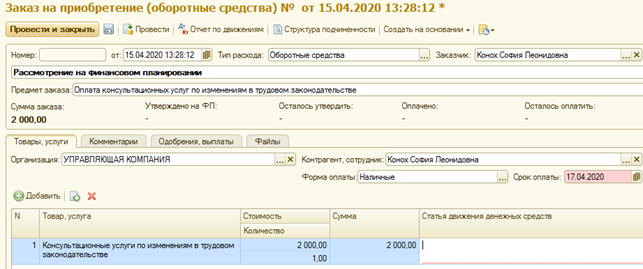 Заказ на приобретение (оборотные средства) № от 15.04.2020 13:28:12 *
Провести и закрыть Провести Отчет по движениям Структура подчиненности Создать на основании
Номер: от: 15.04.2020 13:28:12 Тип расхода: Оборотные средства ... Заказчик: Конох София Леонидовна ... ×
Рассмотрение на финансовом планировании
Предмет заказа: Оплата консультационных услуг по изменениям в трудовом законодательстве
Сумма заказа: Утверждено на ФП: Осталось утвердить: Оплачено: Осталось оплатить:
2 000,00 - - - -
Товары, услуги Комментарии Одобрения, выплаты Файлы
Организация: УПРАВЛЯЮЩАЯ КОМПАНИЯ ... × Контрагент, сотрудник: Конох София Леонидовна ... ×
Форма оплаты: Наличные ... Срок оплаты: 17.04.2020
Добавить
N Товар, услуга Стоимость Сумма Статья движения денежных средств
Количество
1 Консультационные услуги по изменениям в трудовом 2 000,00 2 000,00
законодательстве 1,00